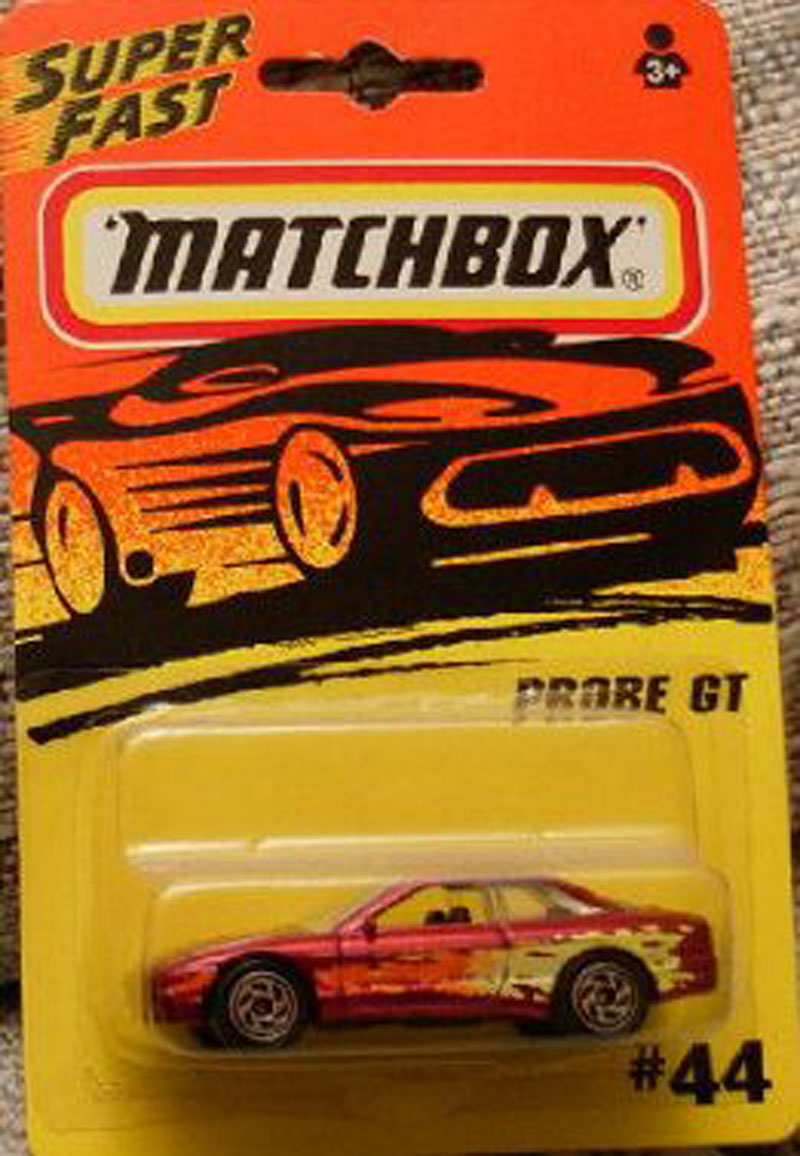 SUPER
FAST
3+
"MATCHBOX"®
PROBE GT
#44